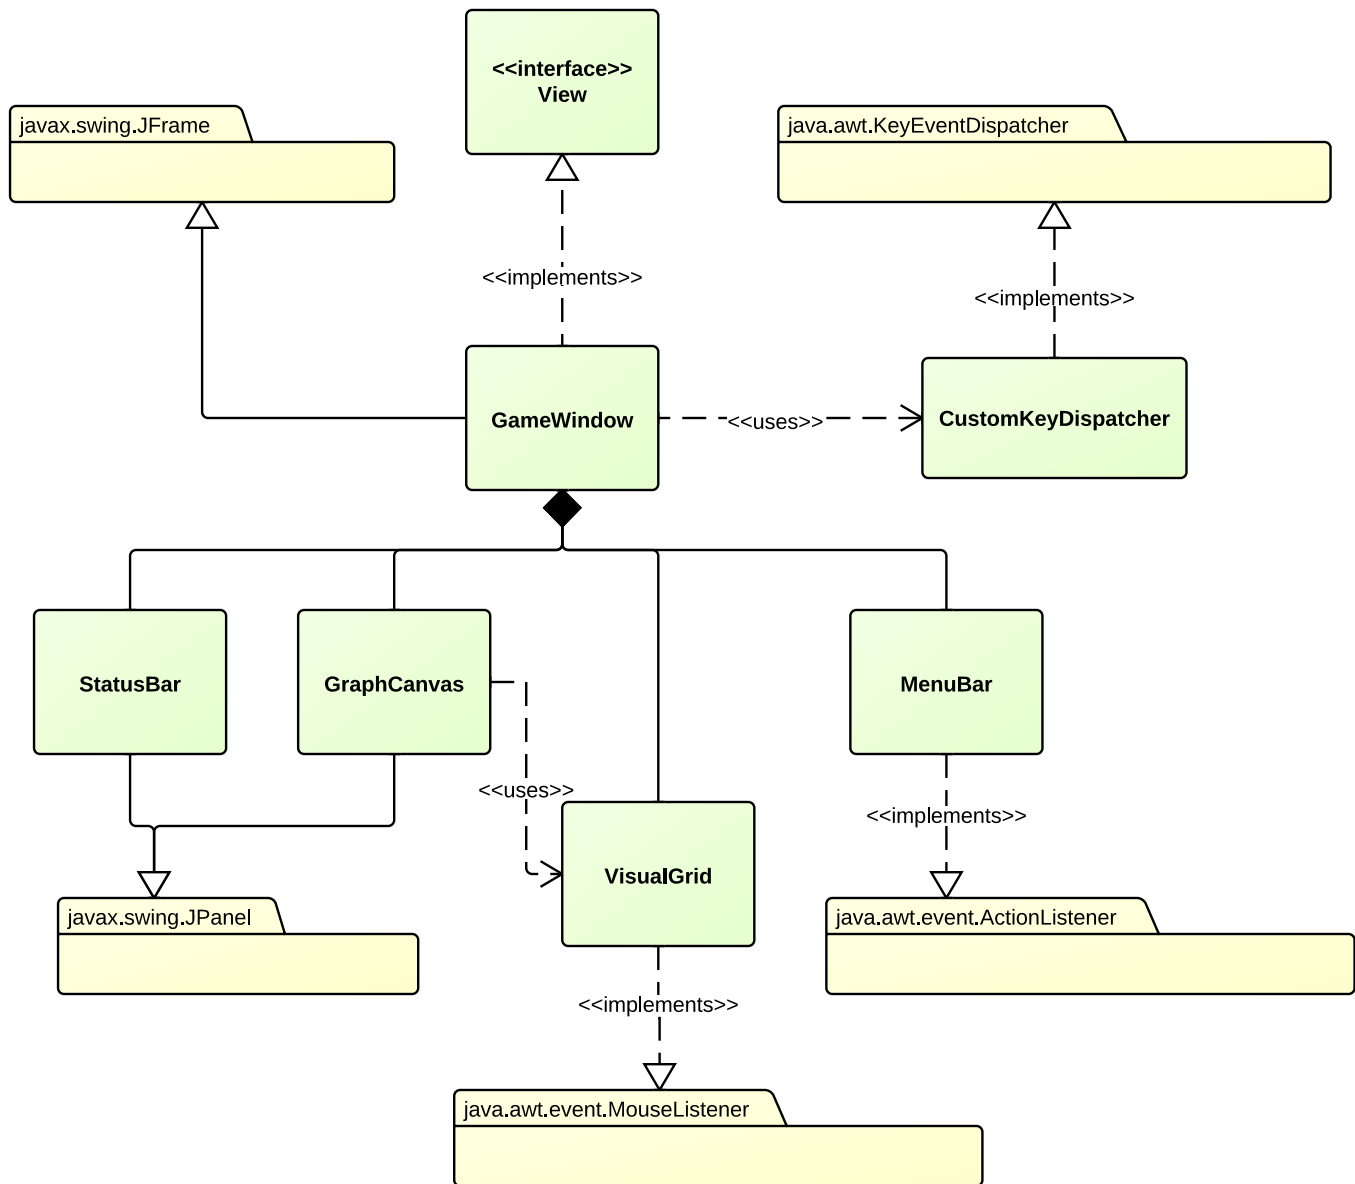 <<interface>>
View
javax.swing.JFrame
java.awt.KeyEventDispatcher
<<implements>>
<<implements>>
GameWindow
<<uses>>
CustomKeyDispatcher
StatusBar
GraphCanvas
MenuBar
<<uses>>
<<implements>>
VisualGrid
javax.swing.JPanel
java.awt.event.ActionListener
<<implements>>
java.awt.event.MouseListener